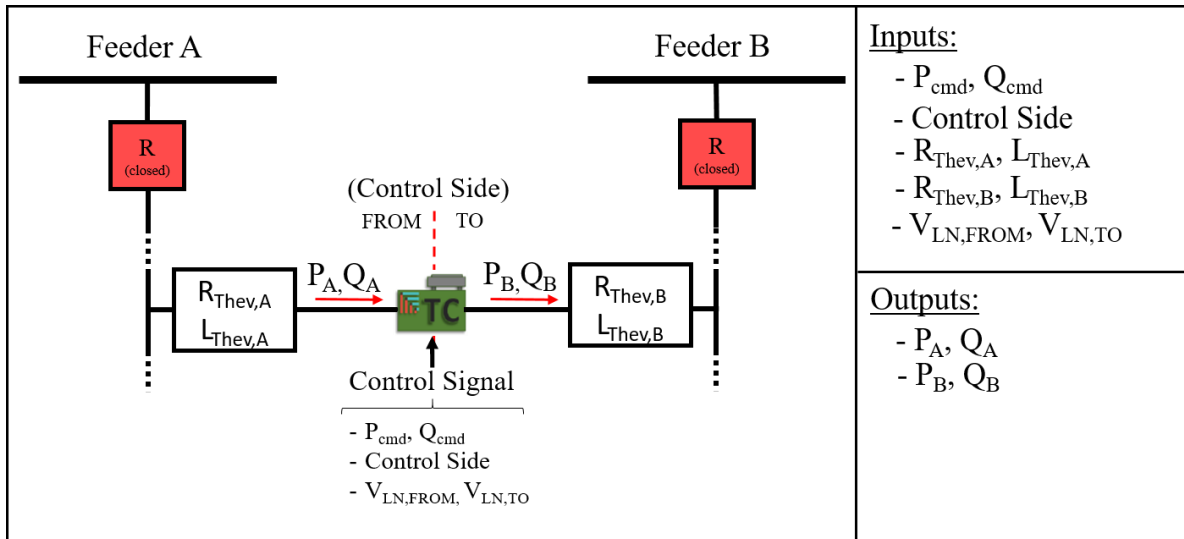 Feeder A
Feeder B
R
(closed)
R
(closed)
(Control Side)
FROM TO
P_A,Q_A
P_B,Q_B
R_Thev,A
L_Thev,A
TC
R_Thev,B
L_Thev,B
Control Signal
- P_cmd, Q_cmd
- Control Side
- V_LN,FROM, V_LN,TO
Inputs:
- P_cmd, Q_cmd
- Control Side
- R_Thev,A, L_Thev,A
- R_Thev,B, L_Thev,B
- V_LN,FROM, V_LN,TO
Outputs:
- P_A, Q_A
- P_B, Q_B